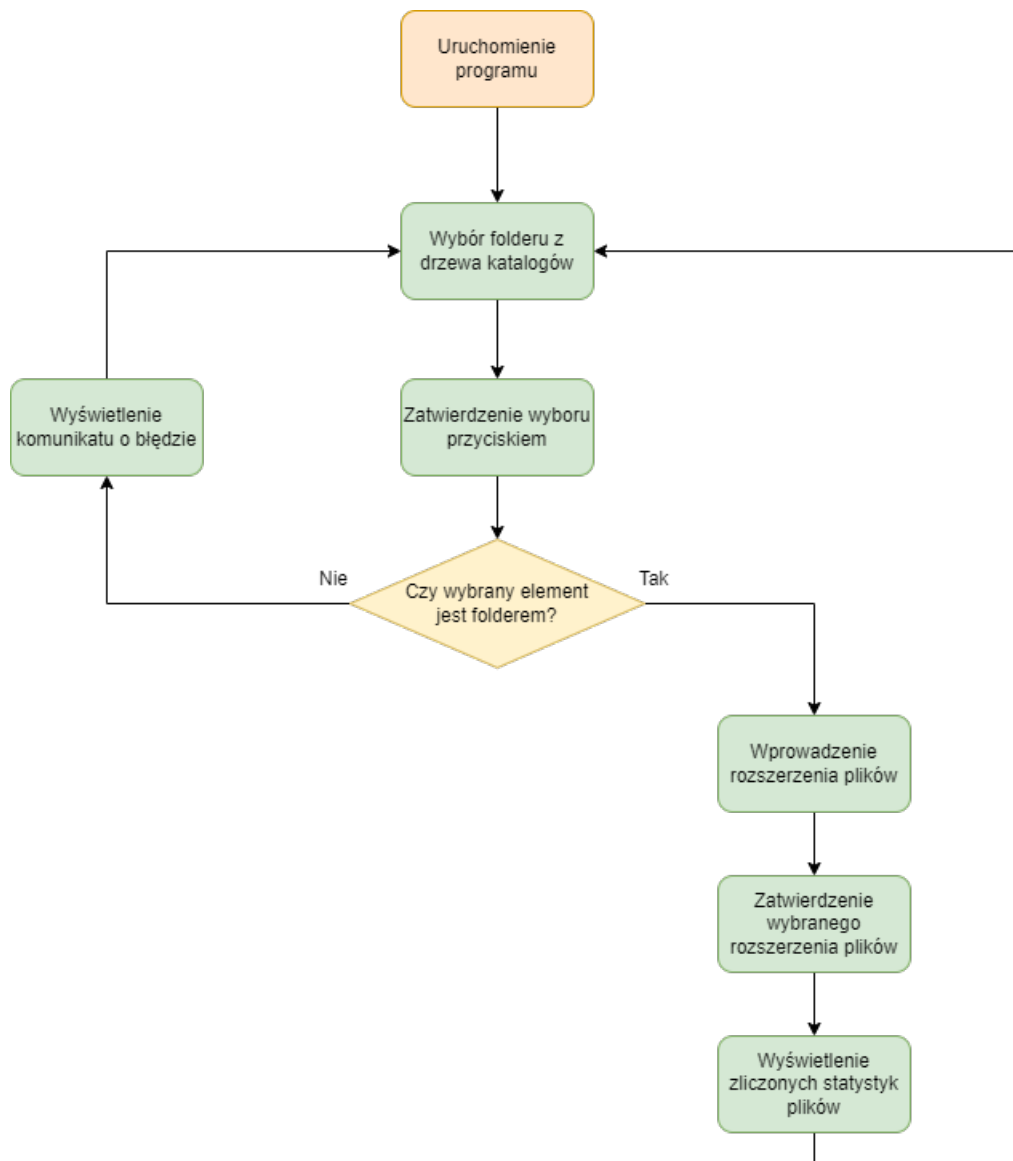 Uruchomienie
programu
Wybór folderu z
drzewa katalogów
Wyświetlenie
komunikatu o błędzie
Zatwierdzenie wyboru
przyciskiem
Nie
Tak
Czy wybrany element
jest folderem?
Wprowadzenie
rozszerzenia plików
Zatwierdzenie
wybranego
rozszerzenia plików
Wyświetlenie
zliczonych statystyk
plików